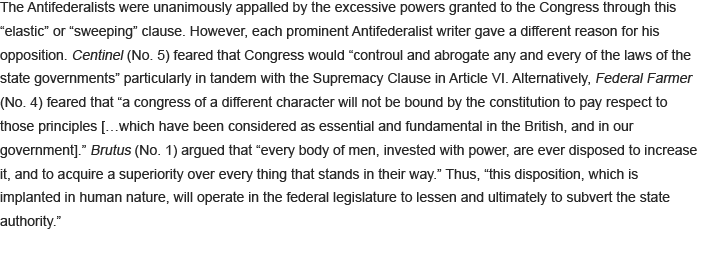 The Antifederalists were unanimously appalled by the excessive powers granted to the Congress through this
“elastic” or “sweeping” clause. However, each prominent Antifederalist writer gave a different reason for his
opposition. Centinel (No. 5) feared that Congress would “controul and abrogate any and every of the laws of the
state governments” particularly in tandem with the Supremacy Clause in Article VI. Alternatively, Federal Farmer
(No. 4) feared that “a congress of a different character will not be bound by the constitution to pay respect to
those principles […which have been considered as essential and fundamental in the British, and in our
government].” Brutus (No. 1) argued that “every body of men, invested with power, are ever disposed to increase
it, and to acquire a superiority over every thing that stands in their way.” Thus, “this disposition, which is
implanted in human nature, will operate in the federal legislature to lessen and ultimately to subvert the state
authority.”